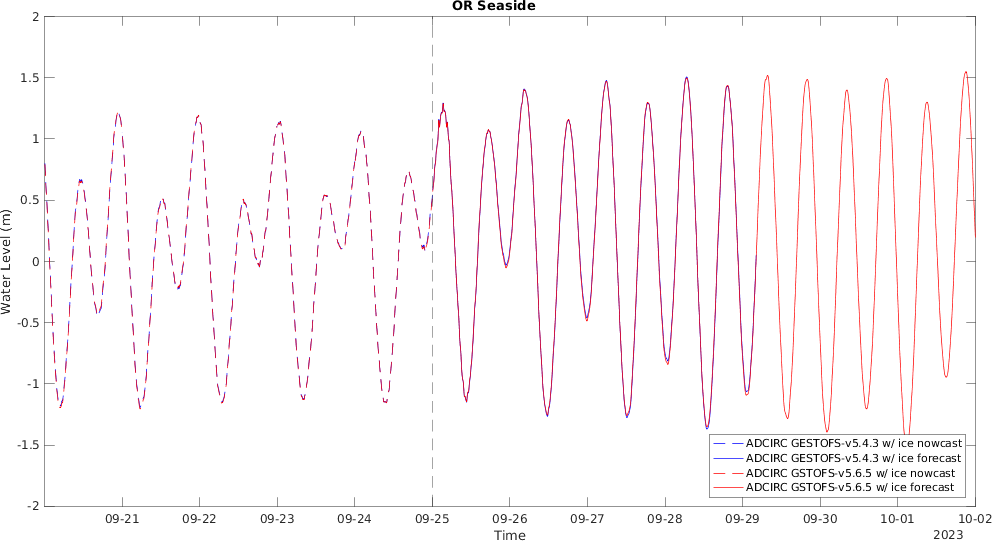 OR Seaside
2
1.5
1
0.5
0
-0.5
-1
-1.5
-2
Water Level (m)
ADCIRC GESTOFS-v5.4.3 w/ ice nowcast
ADCIRC GESTOFS-v5.4.3 w/ ice forecast
ADCIRC GSTOFS-v5.6.5 w/ ice nowcast
ADCIRC GSTOFS-v5.6.5 w/ ice forecast
09-21 09-22 09-23 09-24 09-25 09-26 09-27 09-28 09-29 09-30 10-01 10-02
Time
2023